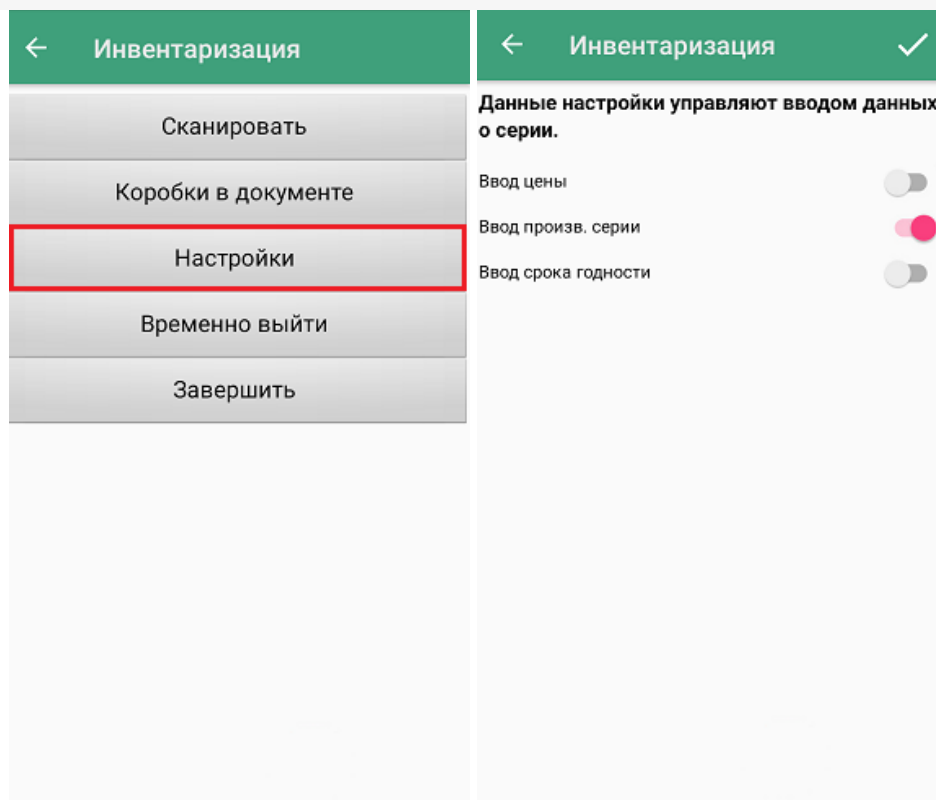 Инвентаризация
Сканировать
Коробки в документе
Настройки
Временно выйти
Завершить
Инвентаризация
Данные настройки управляют вводом данных
о серии.
Ввод цены
Ввод произв. серии
Ввод срока годности